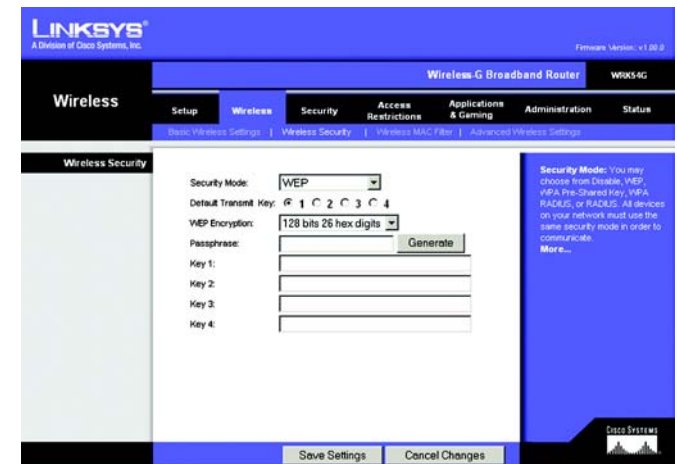 LINKSYS®
A Division of Cisco Systems, Inc.
Firmware Version: v1.00.0
Wireless-G Broadband Router WRK54G
Wireless
Setup Wireless Security Access Restrictions Applications & Gaming Administration Status
Basic Wireless Settings | Wireless Security | Wireless MAC Filter | Advanced Wireless Settings
Wireless Security
Security Mode: WEP
Default Transmit Key: 1 2 3 4
WEP Encryption: 128 bits 26 hex digits
Passphrase: Generate
Key 1:
Key 2:
Key 3:
Key 4:
Security Mode: You may
choose from Disable, WEP,
WPA Pre-Shared Key, WPA
RADIUS, or RADIUS. All devices
on your network must use the
same security mode in order to
communicate.
More...
Save Settings Cancel Changes
CISCO SYSTEMS